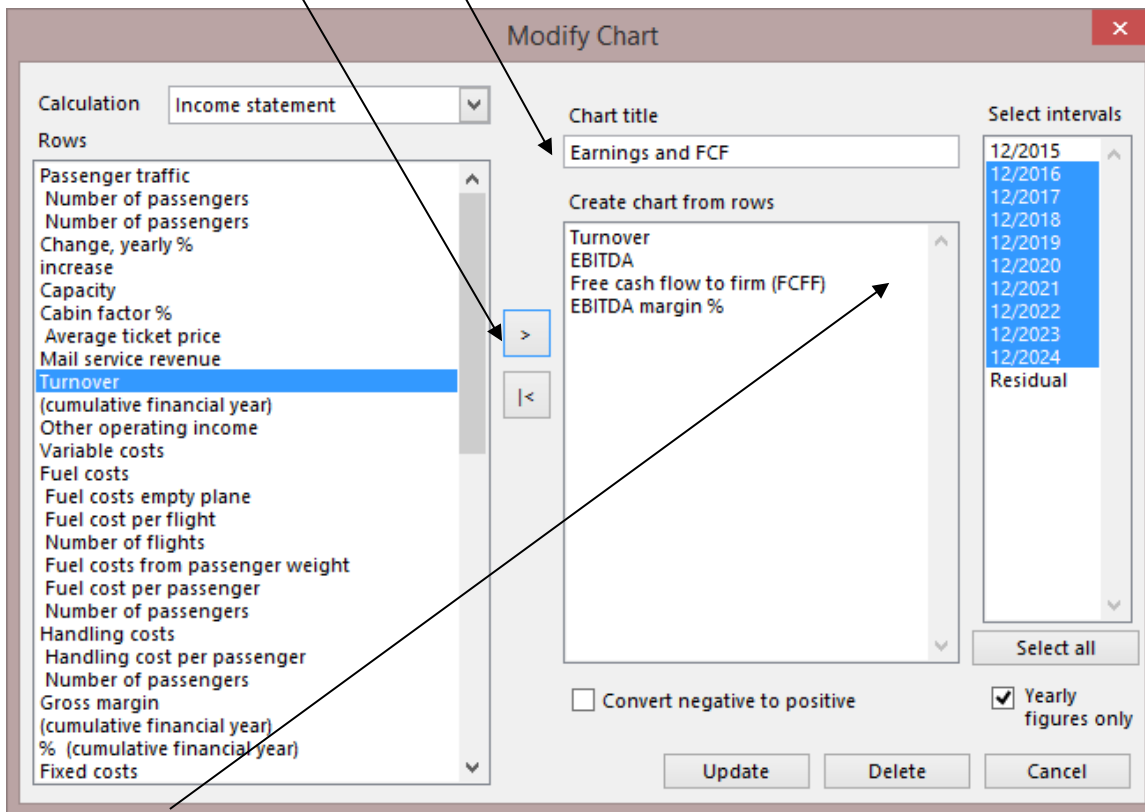 Modify Chart
×
Calculation
Income statement
Rows
Passenger traffic
Number of passengers
Number of passengers
Change, yearly %
increase
Capacity
Cabin factor %
Average ticket price
Mail service revenue
Turnover
(cumulative financial year)
Other operating income
Variable costs
Fuel costs
Fuel costs empty plane
Fuel cost per flight
Number of flights
Fuel costs from passenger weight
Fuel cost per passenger
Number of passengers
Handling costs
Handling cost per passenger
Number of passengers
Gross margin
(cumulative financial year)
% (cumulative financial year)
Fixed costs
>
|<
Chart title
Earnings and FCF
Create chart from rows
Turnover
EBITDA
Free cash flow to firm (FCFF)
EBITDA margin %
Convert negative to positive
Select intervals
12/2015
12/2016
12/2017
12/2018
12/2019
12/2020
12/2021
12/2022
12/2023
12/2024
Residual
Select all
Yearly
figures only
Update
Delete
Cancel